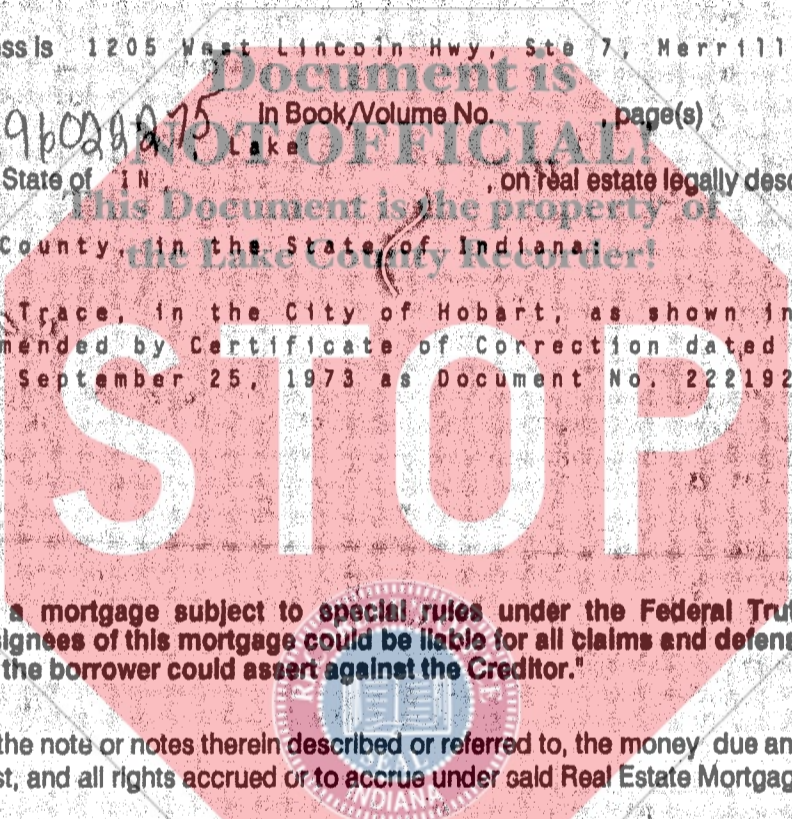 ss is 1205 West Lincoln Hwy, Ste 7, Merrill
Document is
96028275 in Book/Volume No. , page(s)
NOT OFFICIAL!
Lake
State of IN , on real estate legally desc
This Document is the property of
County, in the State of Indiana:
the Lake County Recorder!
Trace, in the City of Hobart, as shown in
mended by Certificate of Correction dated
September 25, 1973 as Document No. 222192
STOP
a mortgage subject to special rules under the Federal Trut
signees of this mortgage could be liable for all claims and defens
the borrower could assert against the Creditor."
the note or notes therein described or referred to, the money due an
st, and all rights accrued or to accrue under said Real Estate Mortgag
SEAL
INDIANA